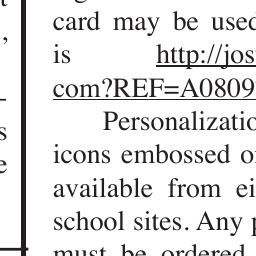 card may be used
is http://jos
com?REF=A0809
Personalizatio
icons embossed o
available from ei
school sites. Any p
must be ordered